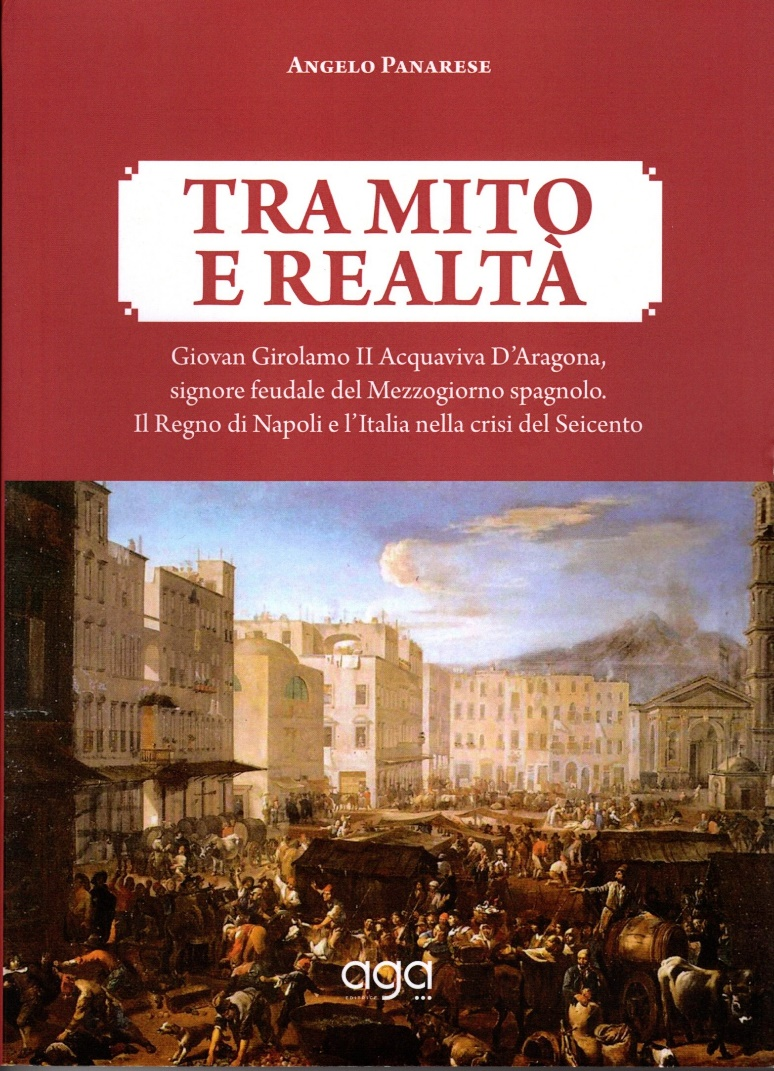 ANGELO PANARESE
TRA MITO
E REALTÀ
Giovan Girolamo II Acquaviva D'Aragona,
signore feudale del Mezzogiorno spagnolo.
Il Regno di Napoli e l'Italia nella crisi del Seicento
aga
EDITRICE